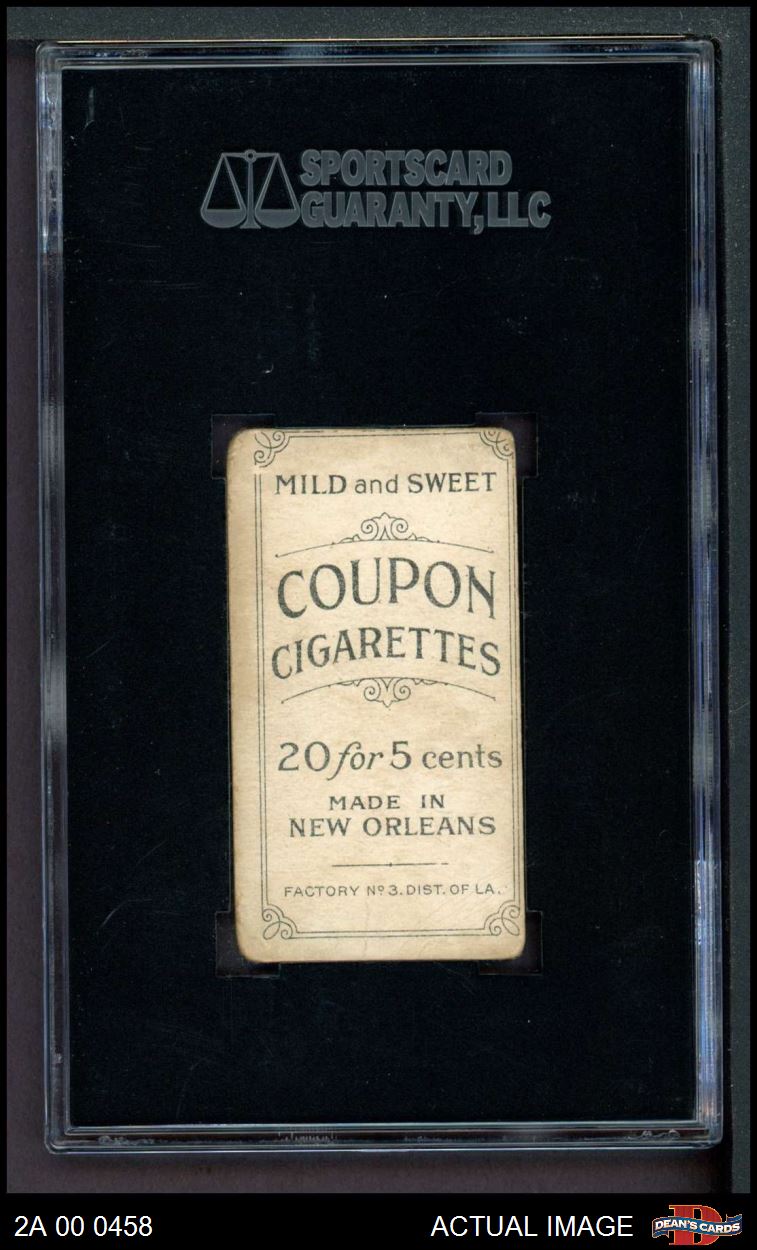 SPORTSCARD
GUARANTY, LLC
MILD and SWEET
COUPON
CIGARETTES
20 for 5 cents
MADE IN
NEW ORLEANS
FACTORY Nº 3. DIST. OF LA.
2A 00 0458
ACTUAL IMAGE
DEAN'S CARDS